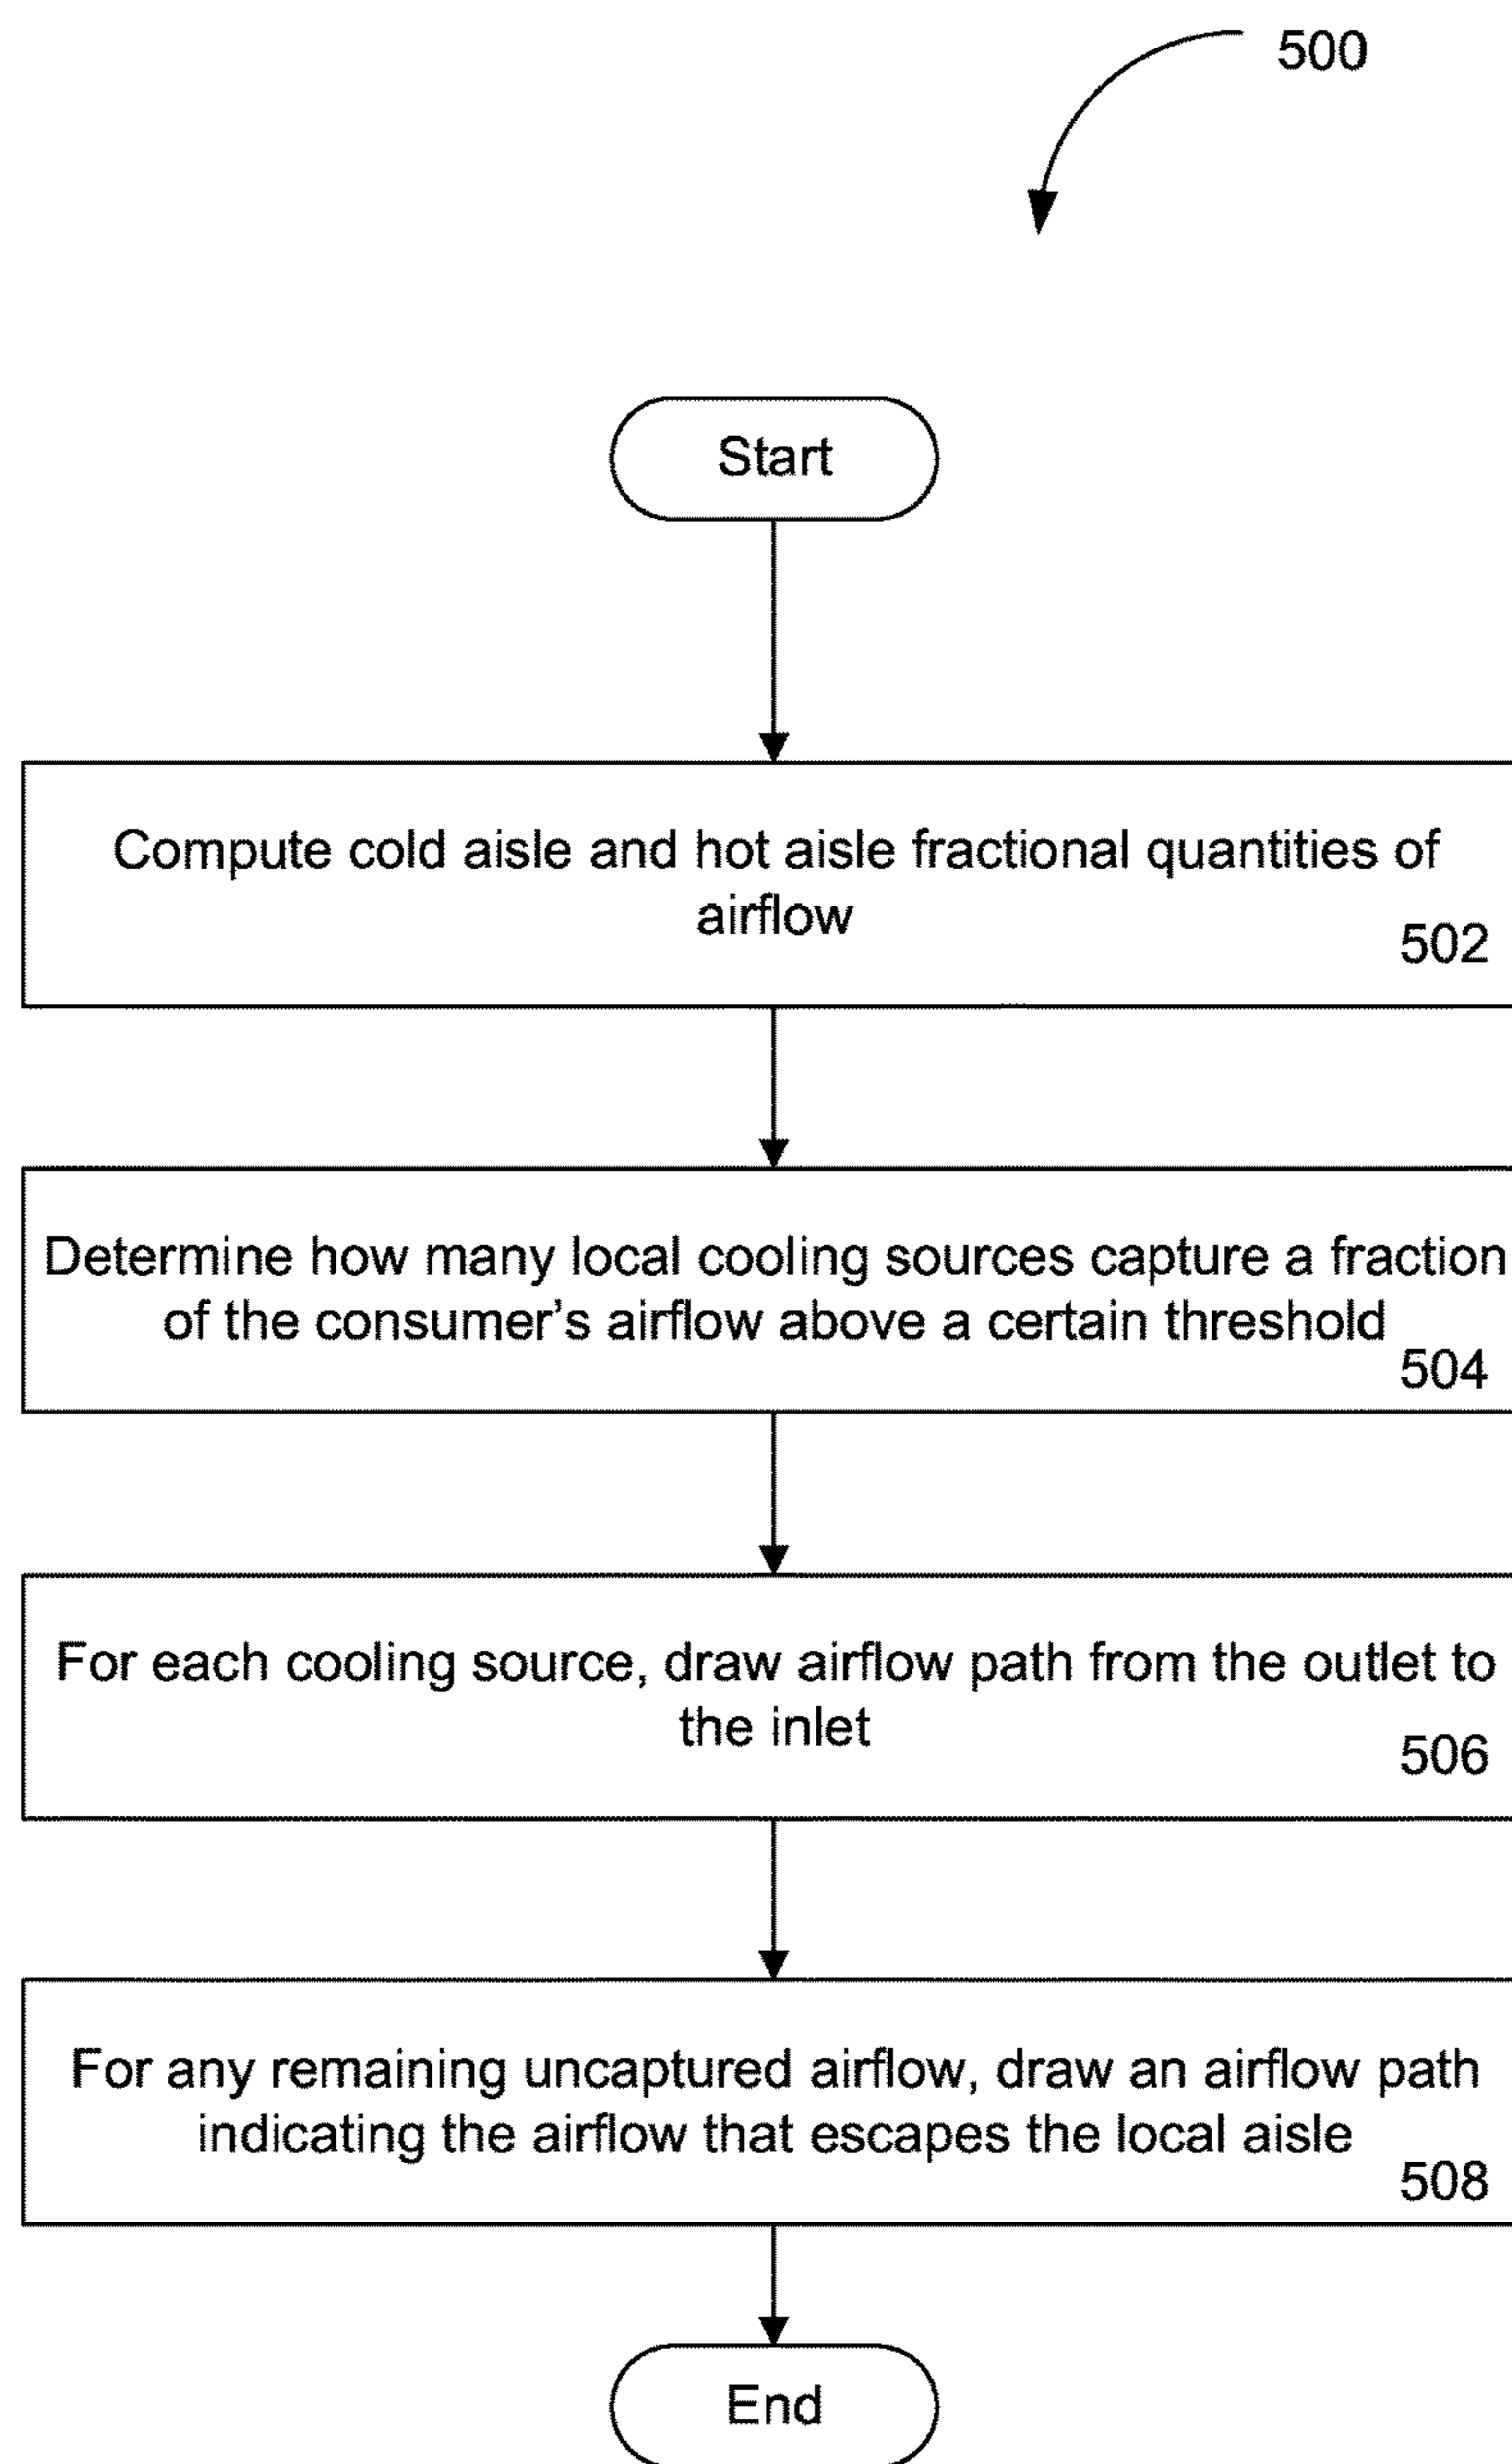 500
Start
Compute cold aisle and hot aisle fractional quantities of
airflow
502
Determine how many local cooling sources capture a fraction
of the consumer's airflow above a certain threshold
504
For each cooling source, draw airflow path from the outlet to
the inlet
506
For any remaining uncaptured airflow, draw an airflow path
indicating the airflow that escapes the local aisle
508
End